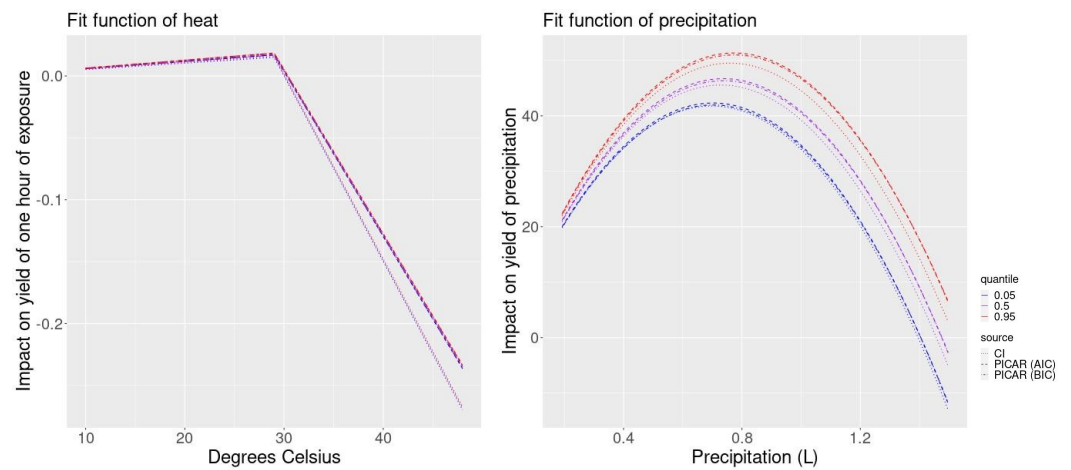 Fit function of heat
Impact on yield of one hour of exposure
0.0
-0.1
-0.2
10 20 30 40
Degrees Celsius
Fit function of precipitation
Impact on yield of precipitation
40
20
0
0.4 0.8 1.2
Precipitation (L)
quantile
0.05
0.5
0.95
source
CI
PICAR (AIC)
PICAR (BIC)